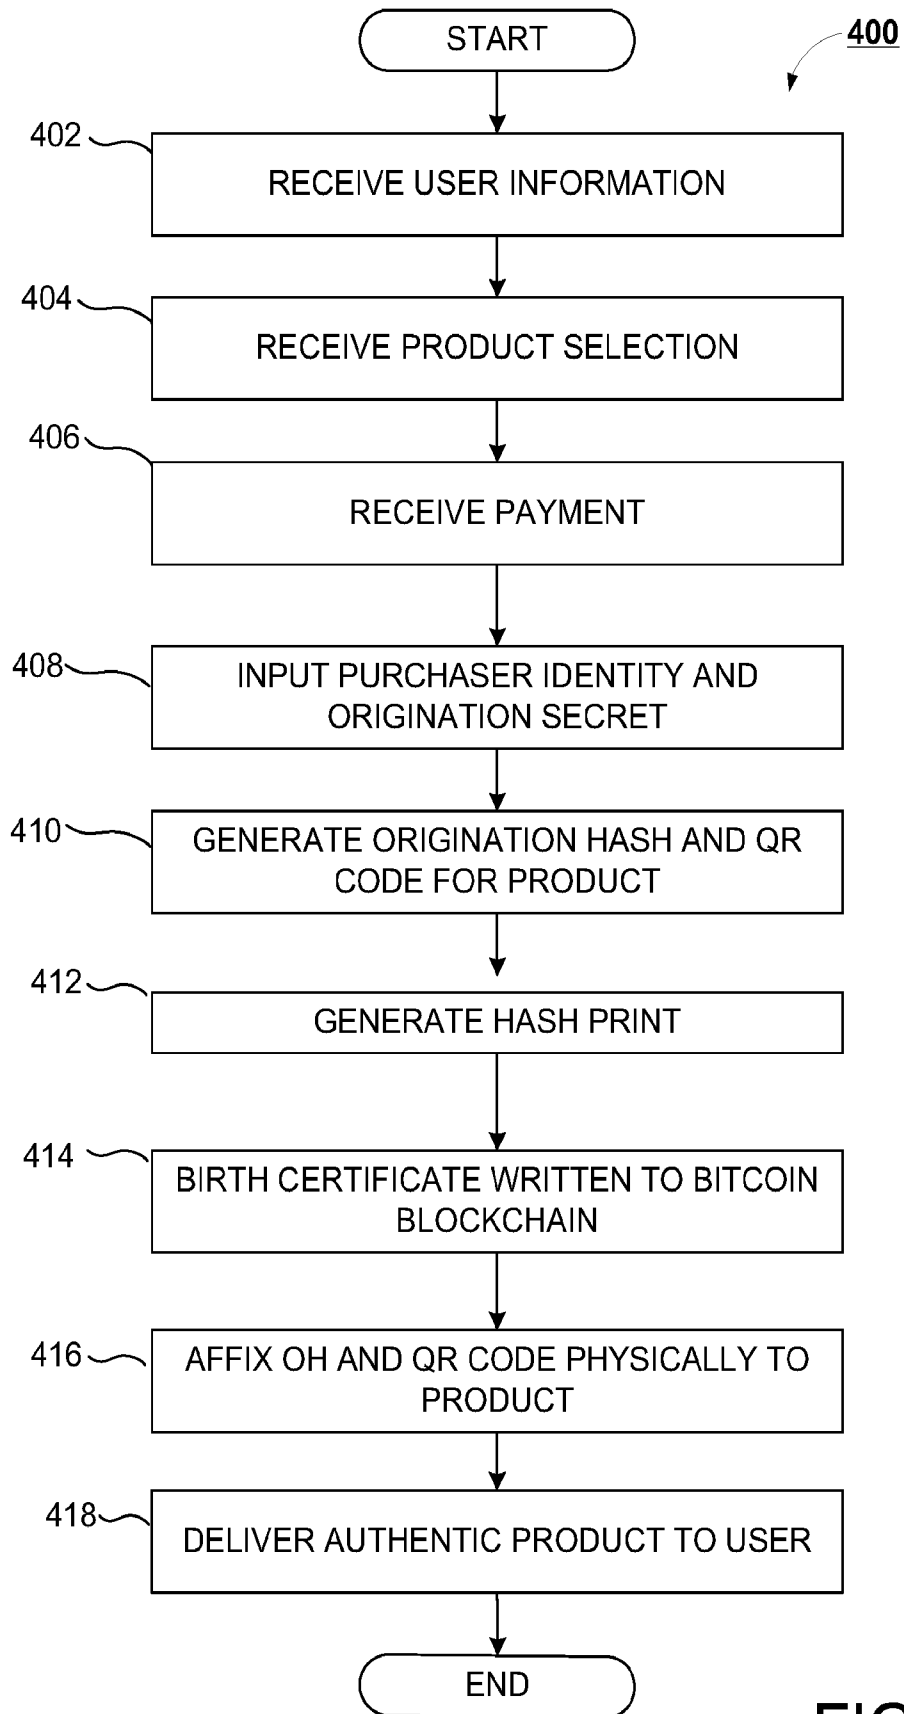 START
400
402
RECEIVE USER INFORMATION
404
RECEIVE PRODUCT SELECTION
406
RECEIVE PAYMENT
408
INPUT PURCHASER IDENTITY AND
ORIGINATION SECRET
410
GENERATE ORIGINATION HASH AND QR
CODE FOR PRODUCT
412
GENERATE HASH PRINT
414
BIRTH CERTIFICATE WRITTEN TO BITCOIN
BLOCKCHAIN
416
AFFIX OH AND QR CODE PHYSICALLY TO
PRODUCT
418
DELIVER AUTHENTIC PRODUCT TO USER
END